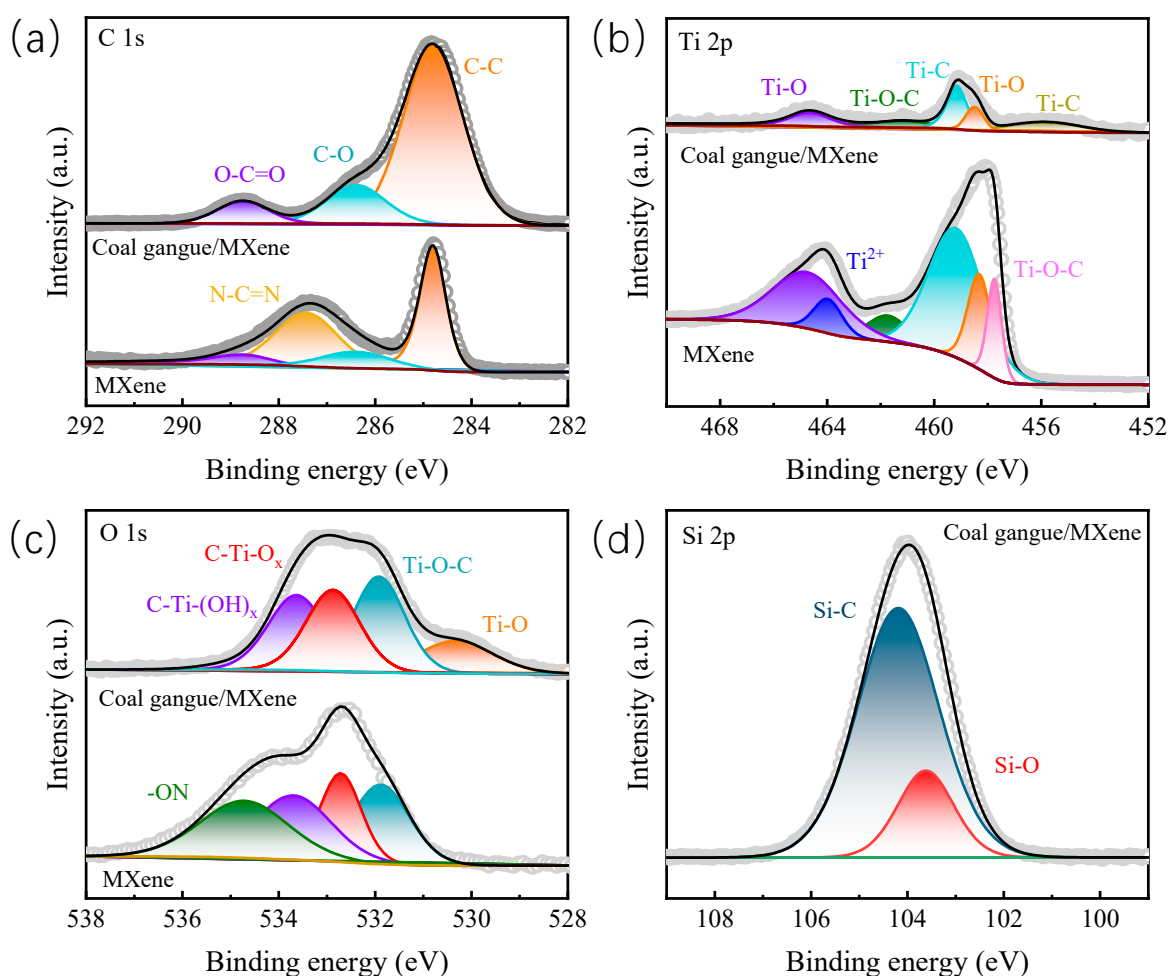 (a)
C 1s
C-C
C-O
O-C=O
Coal gangue/MXene
N-C=N
MXene
Intensity (a.u.)
292 290 288 286 284 282
Binding energy (eV)
(b)
Ti 2p
Ti-O
Ti-O-C
Ti-C
Ti-O
Ti-C
Coal gangue/MXene
Ti²⁺
Ti-O-C
MXene
Intensity (a.u.)
468 464 460 456 452
Binding energy (eV)
(c)
O 1s
C-Ti-Oₓ
Ti-O-C
C-Ti-(OH)ₓ
Ti-O
Coal gangue/MXene
-ON
MXene
Intensity (a.u.)
538 536 534 532 530 528
Binding energy (eV)
(d)
Si 2p
Coal gangue/MXene
Si-C
Si-O
Intensity (a.u.)
108 106 104 102 100
Binding energy (eV)